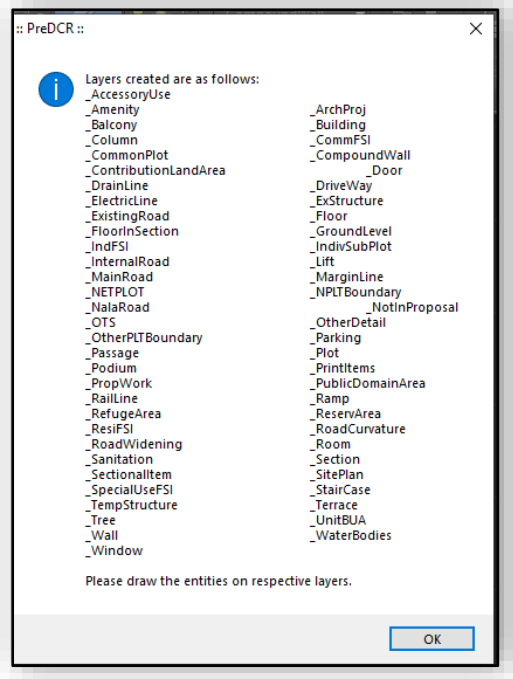 :: PreDCR ::
Layers created are as follows:
_AccessoryUse
_Amenity _ArchProj
_Balcony _Building
_Column _CommFSI
_CommonPlot _CompoundWall
_ContributionLandArea _Door
_DrainLine _DriveWay
_ElectricLine _ExStructure
_ExistingRoad _Floor
_FloorInSection _GroundLevel
_IndFSI _IndivSubPlot
_InternalRoad _Lift
_MainRoad _MarginLine
_NETPLOT _NPLTBoundary
_NalaRoad _NotInProposal
_OTS _OtherDetail
_OtherPLTBoundary _Parking
_Passage _Plot
_Podium _PrintItems
_PropWork _PublicDomainArea
_RailLine _Ramp
_RefugeArea _ReservArea
_ResiFSI _RoadCurvature
_RoadWidening _Room
_Sanitation _Section
_SectionalItem _SitePlan
_SpecialUseFSI _StairCase
_TempStructure _Terrace
_Tree _UnitBUA
_Wall _WaterBodies
_Window
Please draw the entities on respective layers.
OK